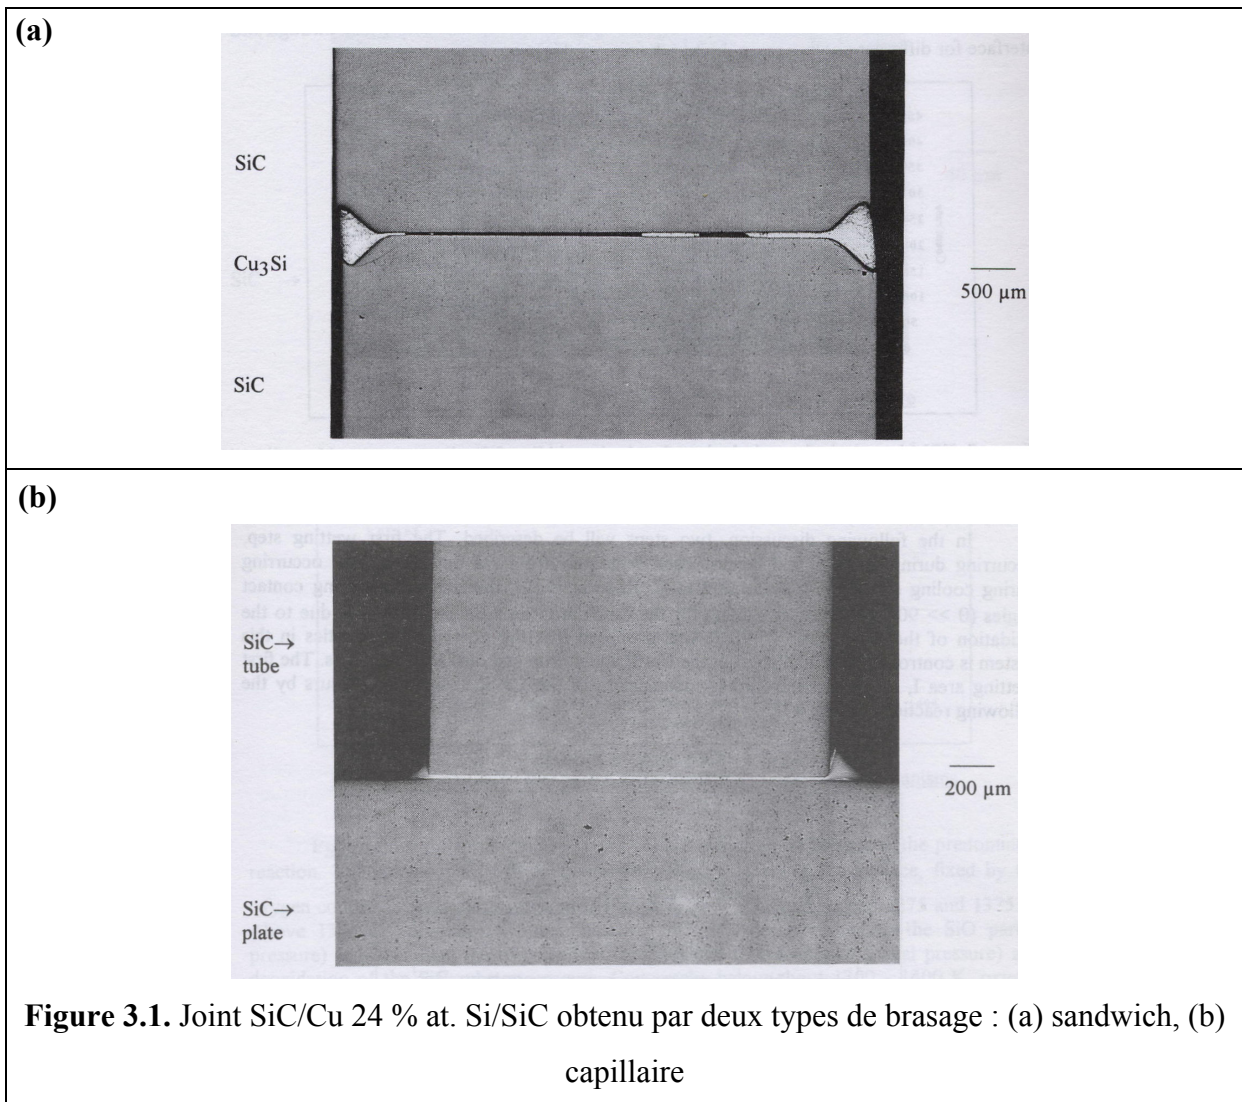 (a)
SiC
Cu₃Si
500 µm
SiC
(b)
SiC→
tube
200 µm
SiC→
plate
Figure 3.1. Joint SiC/Cu 24 % at. Si/SiC obtenu par deux types de brasage : (a) sandwich, (b)
capillaire